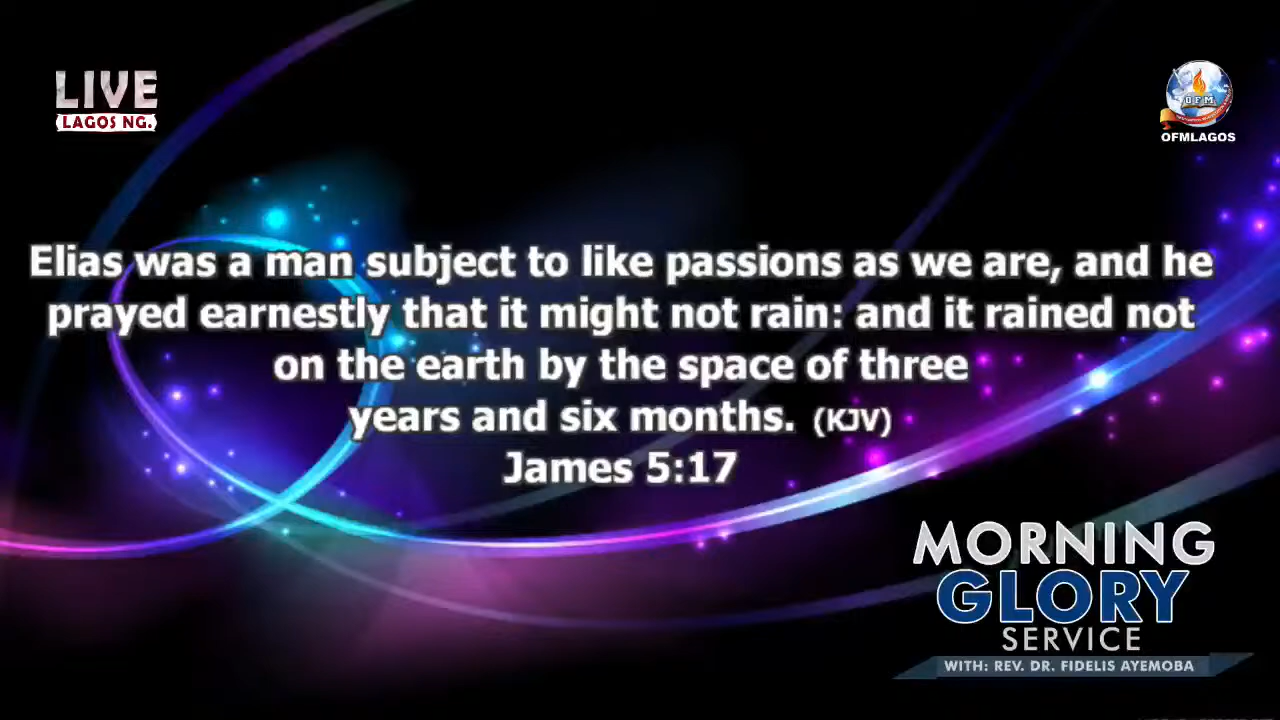 LIVE
LAGOS NG.
OFM
OFMLAGOS
Elias was a man subject to like passions as we are, and he
prayed earnestly that it might not rain: and it rained not
on the earth by the space of three
years and six months. (KJV)
James 5:17
MORNING
GLORY
SERVICE
WITH: REV. DR. FIDELIS AYEMOBA